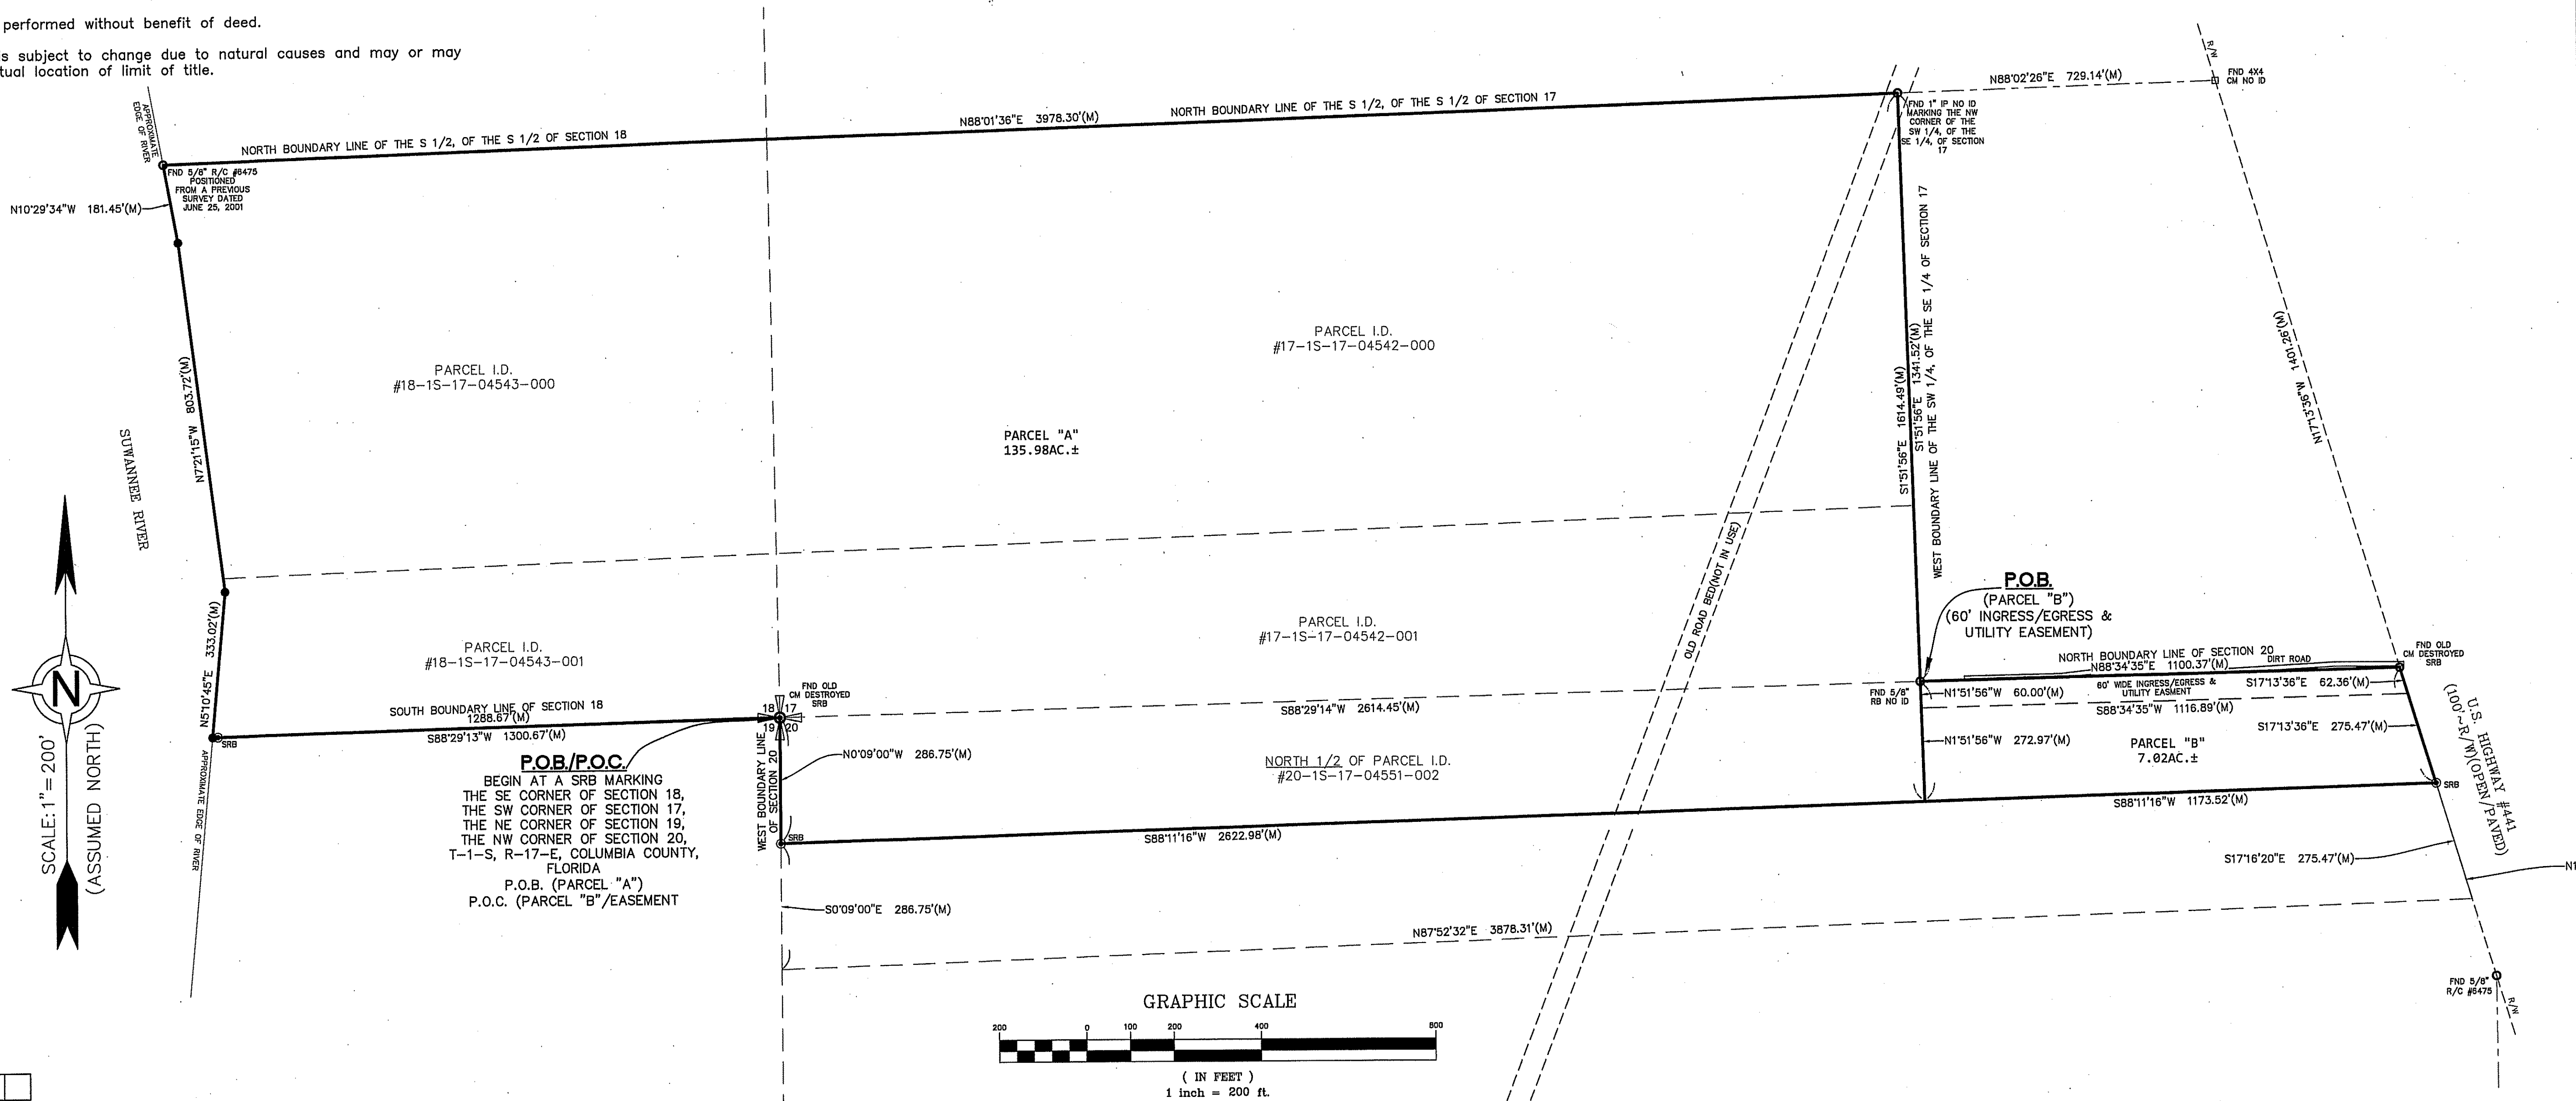 performed without benefit of deed.
s subject to change due to natural causes and may or may
tual location of limit of title.
APPROXIMATE
EDGE OF RIVER
NORTH BOUNDARY LINE OF THE S 1/2, OF THE S 1/2 OF SECTION 18
N88°01'36"E 3978.30'(M)
NORTH BOUNDARY LINE OF THE S 1/2, OF THE S 1/2 OF SECTION 17
N88°02'26"E 729.14'(M)
R/W
FND 4X4
CM NO ID
FND 1" IP NO ID
MARKING THE NW
CORNER OF THE
SW 1/4, OF THE
SE 1/4, OF SECTION
17
FND 5/8" R/C #6475
POSITIONED
FROM A PREVIOUS
SURVEY DATED
JUNE 25, 2001
N10°29'34"W 181.45'(M)
N7°21'15"W 803.72'(M)
SUWANNEE RIVER
PARCEL I.D.
#18-1S-17-04543-000
PARCEL I.D.
#17-1S-17-04542-000
PARCEL "A"
135.98AC.±
S1°51'56"E 1614.49'(M)
S1°51'56"E 1341.52'(M)
WEST BOUNDARY LINE OF THE SW 1/4, OF THE SE 1/4 OF SECTION 17
N17°13'36"W 1401.26'(M)
OLD ROAD BED(NOT IN USE)
P.O.B.
(PARCEL "B")
(60' INGRESS/EGRESS &
UTILITY EASEMENT)
N5°10'45"E 333.02'(M)
PARCEL I.D.
#18-1S-17-04543-001
PARCEL I.D.
#17-1S-17-04542-001
NORTH BOUNDARY LINE OF SECTION 20
N88°34'35"E 1100.37'(M)
DIRT ROAD
FND OLD
CM DESTROYED
SRB
60' WIDE INGRESS/EGRESS &
UTILITY EASMENT
S17°13'36"E 62.36'(M)
FND 5/8"
RB NO ID
N1°51'56"W 60.00'(M)
S88°34'35"W 1116.89'(M)
FND OLD
CM DESTROYED
SRB
18 17
19 20
SOUTH BOUNDARY LINE OF SECTION 18
1288.67'(M)
S88°29'13"W 1300.67'(M)
SRB
S88°29'14"W 2614.45'(M)
S17°13'36"E 275.47'(M)
U.S. HIGHWAY #441
(100'~R/W)(OPEN/PAVED)
N1°51'56"W 272.97'(M)
PARCEL "B"
7.02AC.±
P.O.B./P.O.C.
BEGIN AT A SRB MARKING
THE SE CORNER OF SECTION 18,
THE SW CORNER OF SECTION 17,
THE NE CORNER OF SECTION 19,
THE NW CORNER OF SECTION 20,
T-1-S, R-17-E, COLUMBIA COUNTY,
FLORIDA
P.O.B. (PARCEL "A")
P.O.C. (PARCEL "B"/EASEMENT
WEST BOUNDARY LINE
OF SECTION 20
N0°09'00"W 286.75'(M)
NORTH 1/2 OF PARCEL I.D.
#20-1S-17-04551-002
SRB
S88°11'16"W 2622.98'(M)
S88°11'16"W 1173.52'(M)
SRB
APPROXIMATE EDGE OF RIVER
S17°16'20"E 275.47'(M)
N1
S0°09'00"E 286.75'(M)
N87°52'32"E 3878.31'(M)
FND 5/8"
R/C #6475
R/W
N
SCALE: 1" = 200'
(ASSUMED NORTH)
GRAPHIC SCALE
200 0 100 200 400 800
( IN FEET )
1 inch = 200 ft.